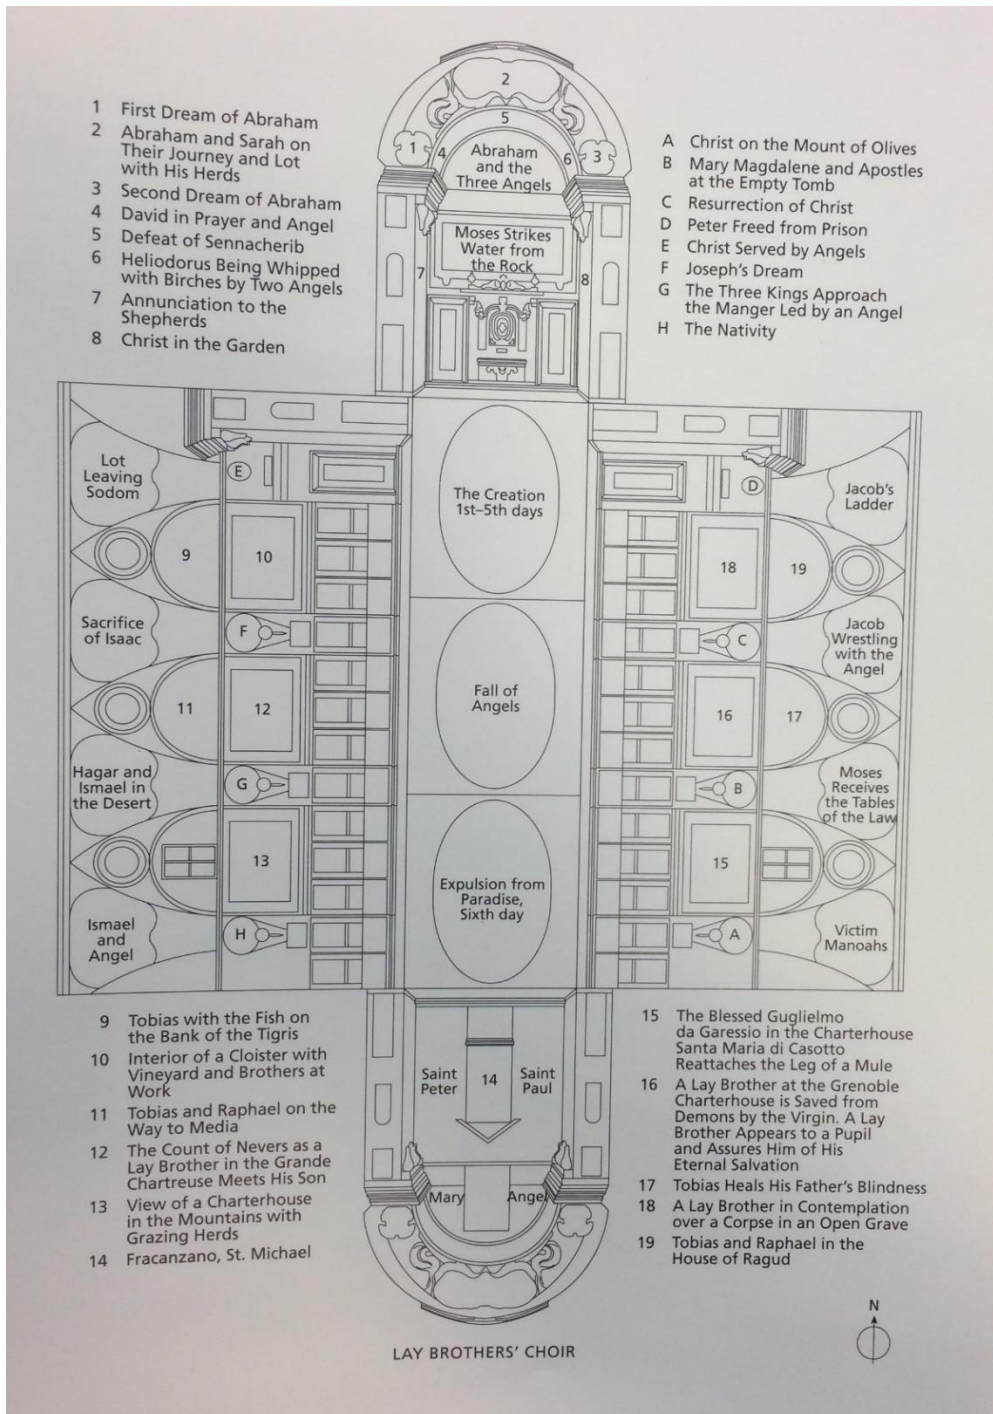 1 First Dream of Abraham
2 Abraham and Sarah on
Their Journey and Lot
with His Herds
3 Second Dream of Abraham
4 David in Prayer and Angel
5 Defeat of Sennacherib
6 Heliodorus Being Whipped
with Birches by Two Angels
7 Annunciation to the
Shepherds
8 Christ in the Garden
A Christ on the Mount of Olives
B Mary Magdalene and Apostles
at the Empty Tomb
C Resurrection of Christ
D Peter Freed from Prison
E Christ Served by Angels
F Joseph's Dream
G The Three Kings Approach
the Manger Led by an Angel
H The Nativity
2
5
1
4
Abraham
and the
Three Angels
6
3
Moses Strikes
Water from
the Rock
7
8
Lot
Leaving
Sodom
E
The Creation
1st–5th days
D
Jacob's
Ladder
9
10
18
19
Sacrifice
of Isaac
F
C
Jacob
Wrestling
with the
Angel
11
12
Fall of
Angels
16
17
Hagar and
Ismael in
the Desert
G
B
Moses
Receives
the Tables
of the Law
13
Expulsion from
Paradise,
Sixth day
15
Ismael
and
Angel
H
A
Victim
Manoahs
Saint
Peter
14
Saint
Paul
Mary
Angel
9 Tobias with the Fish on
the Bank of the Tigris
10 Interior of a Cloister with
Vineyard and Brothers at
Work
11 Tobias and Raphael on the
Way to Media
12 The Count of Nevers as a
Lay Brother in the Grande
Chartreuse Meets His Son
13 View of a Charterhouse
in the Mountains with
Grazing Herds
14 Fracanzano, St. Michael
15 The Blessed Guglielmo
da Garessio in the Charterhouse
Santa Maria di Casotto
Reattaches the Leg of a Mule
16 A Lay Brother at the Grenoble
Charterhouse is Saved from
Demons by the Virgin. A Lay
Brother Appears to a Pupil
and Assures Him of His
Eternal Salvation
17 Tobias Heals His Father's Blindness
18 A Lay Brother in Contemplation
over a Corpse in an Open Grave
19 Tobias and Raphael in the
House of Ragud
N
LAY BROTHERS' CHOIR